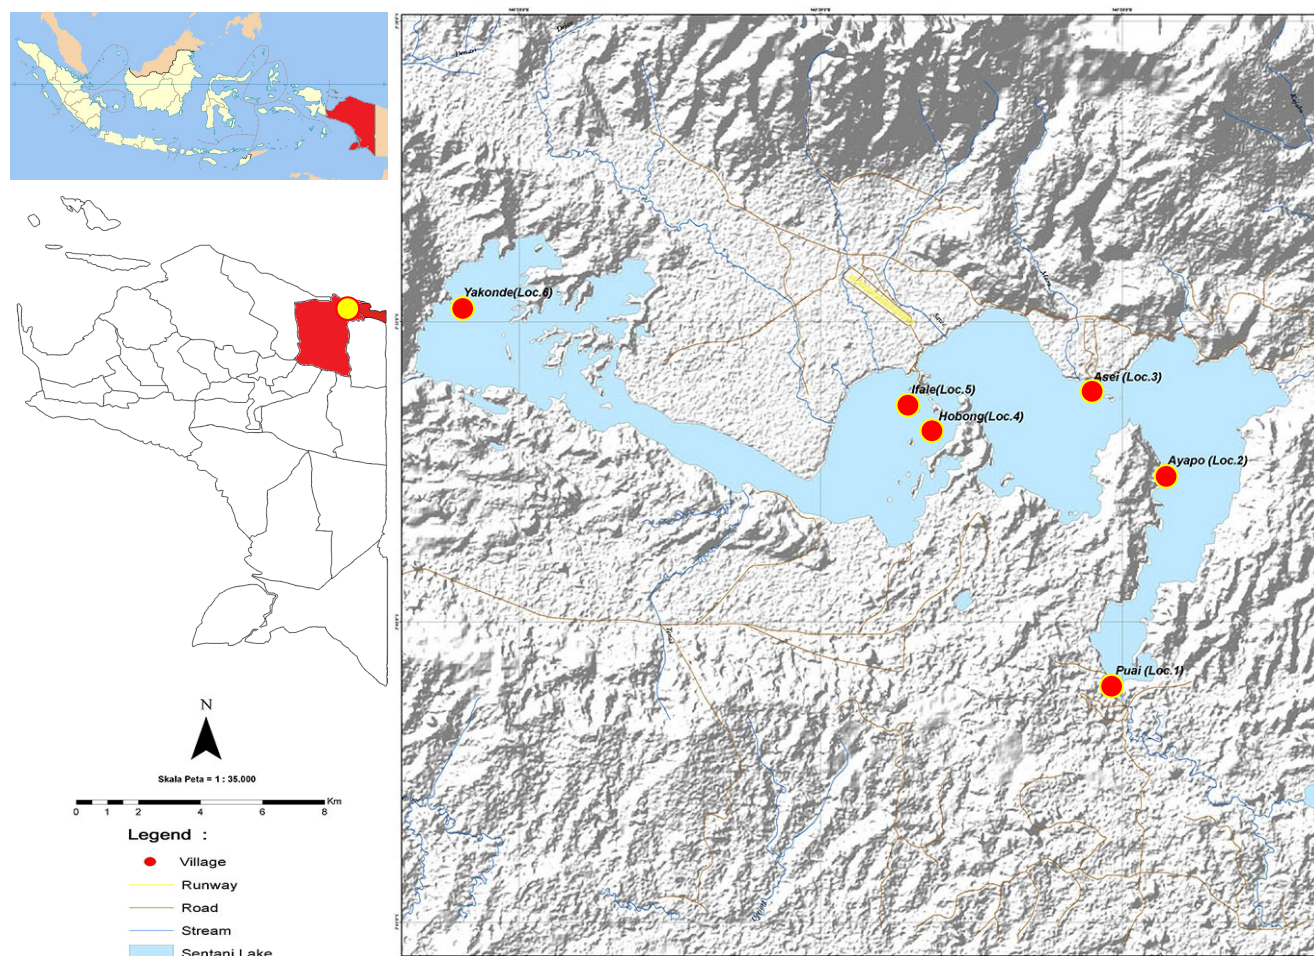 Yakonde(Loc.6)
Ifale(Loc.5)
Hobong(Loc.4)
Asei (Loc.3)
Ayapo (Loc.2)
Puai (Loc.1)
N
Skala Peta = 1 : 35.000
0 1 2 4 6 8 Km
Legend :
Village
Runway
Road
Stream
Sentani Lake